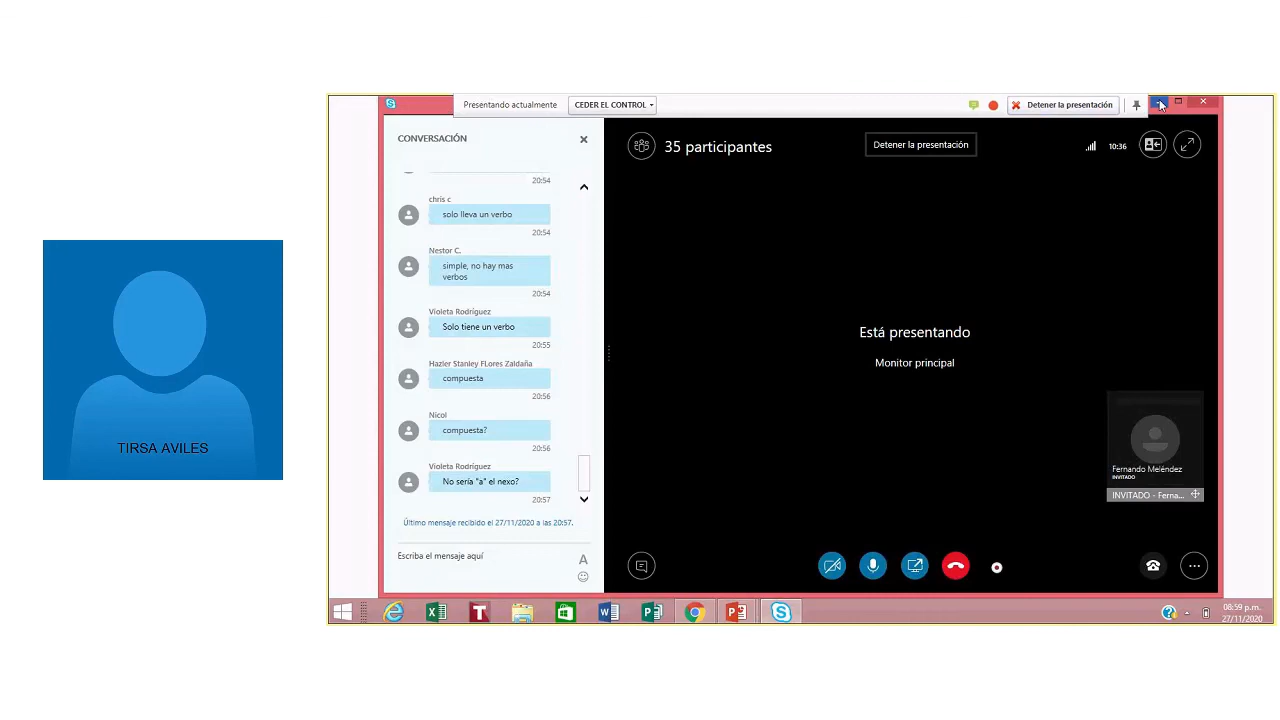 Presentando actualmente
CEDER EL CONTROL
Detener la presentación
CONVERSACIÓN
35 participantes
Detener la presentación
10:36
20:54
chris c
solo lleva un verbo
20:54
Nestor C.
simple, no hay mas
verbos
20:54
Violeta Rodríguez
Solo tiene un verbo
20:55
Hazler Stanley FLores Zaldaña
compuesta
20:56
Nicol
compuesta?
20:56
Violeta Rodríguez
No sería "a" el nexo?
20:57
Último mensaje recibido el 27/11/2020 a las 20:57.
Escriba el mensaje aquí
Está presentando
Monitor principal
Fernando Meléndez
INVITADO
INVITADO - Ferna...
TIRSA AVILES
08:59 p.m.
27/11/2020